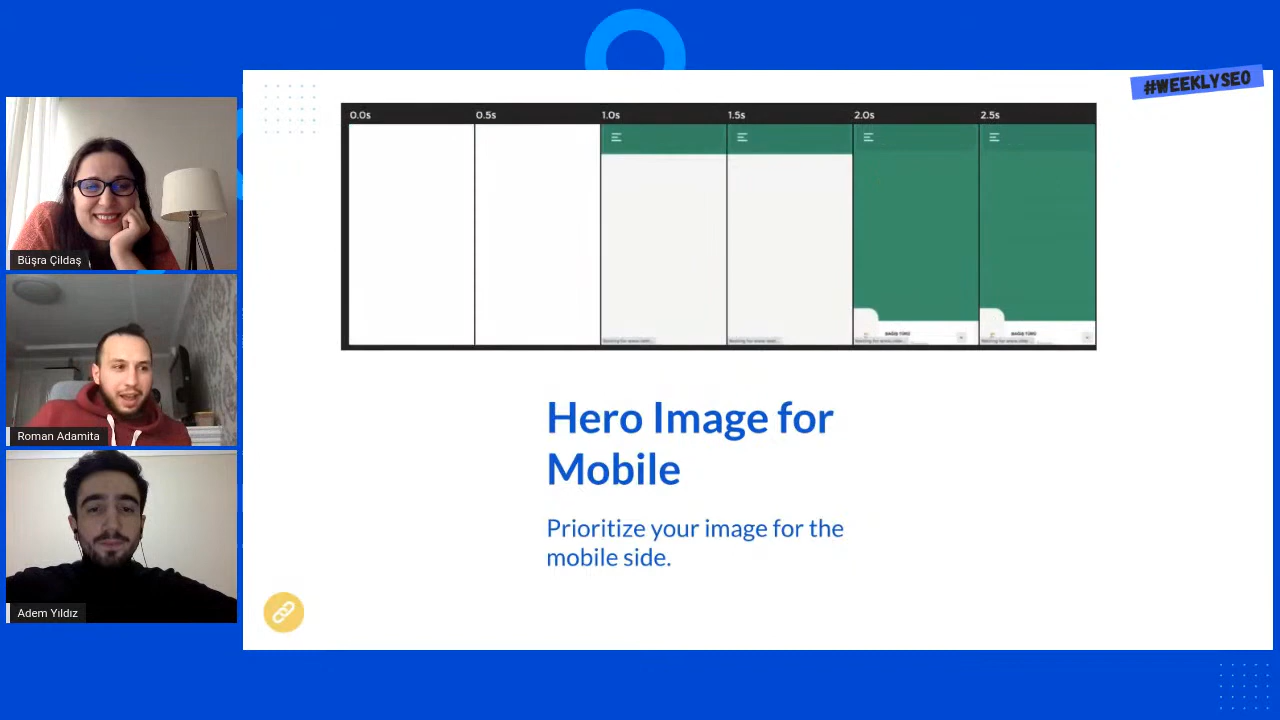 #WEEKLYSEO
0.0s 0.5s 1.0s 1.5s 2.0s 2.5s
Hero Image for
Mobile
Prioritize your image for the
mobile side.
Büşra Çildaş
Roman Adamita
Adem Yıldız